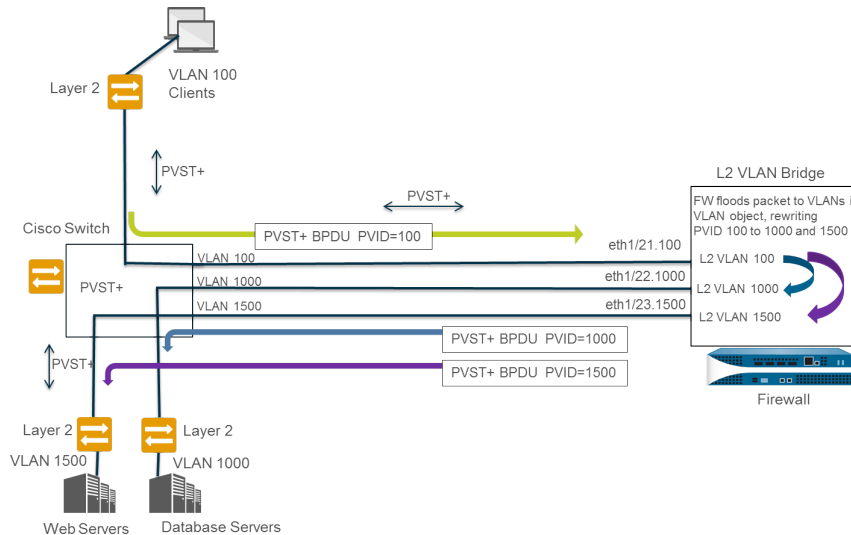 VLAN 100
Clients
Layer 2
PVST+
PVST+
L2 VLAN Bridge
FW floods packet to VLANs i
VLAN object, rewriting
PVID 100 to 1000 and 1500
Cisco Switch
PVST+ BPDU PVID=100
eth1/21.100
VLAN 100
L2 VLAN 100
PVST+
VLAN 1000
eth1/22.1000
L2 VLAN 1000
VLAN 1500
eth1/23.1500
L2 VLAN 1500
PVST+ BPDU PVID=1000
PVST+
PVST+ BPDU PVID=1500
Firewall
Layer 2
Layer 2
VLAN 1500
VLAN 1000
Web Servers
Database Servers